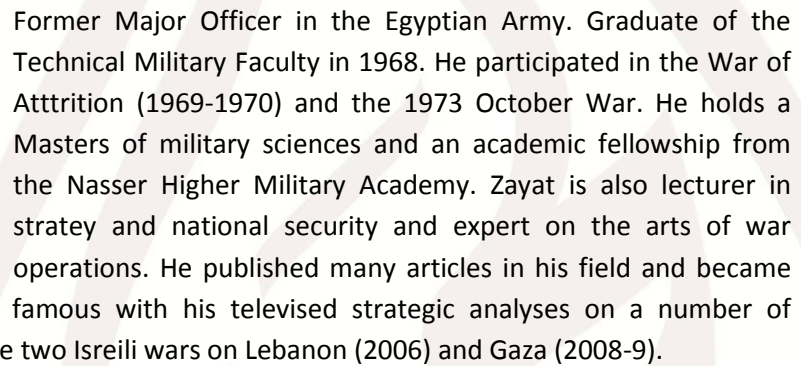 Former Major Officer in the Egyptian Army. Graduate of the
Technical Military Faculty in 1968. He participated in the War of
Atttrition (1969-1970) and the 1973 October War. He holds a
Masters of military sciences and an academic fellowship from
the Nasser Higher Military Academy. Zayat is also lecturer in
stratey and national security and expert on the arts of war
operations. He published many articles in his field and became
famous with his televised strategic analyses on a number of
e two Isreili wars on Lebanon (2006) and Gaza (2008-9).